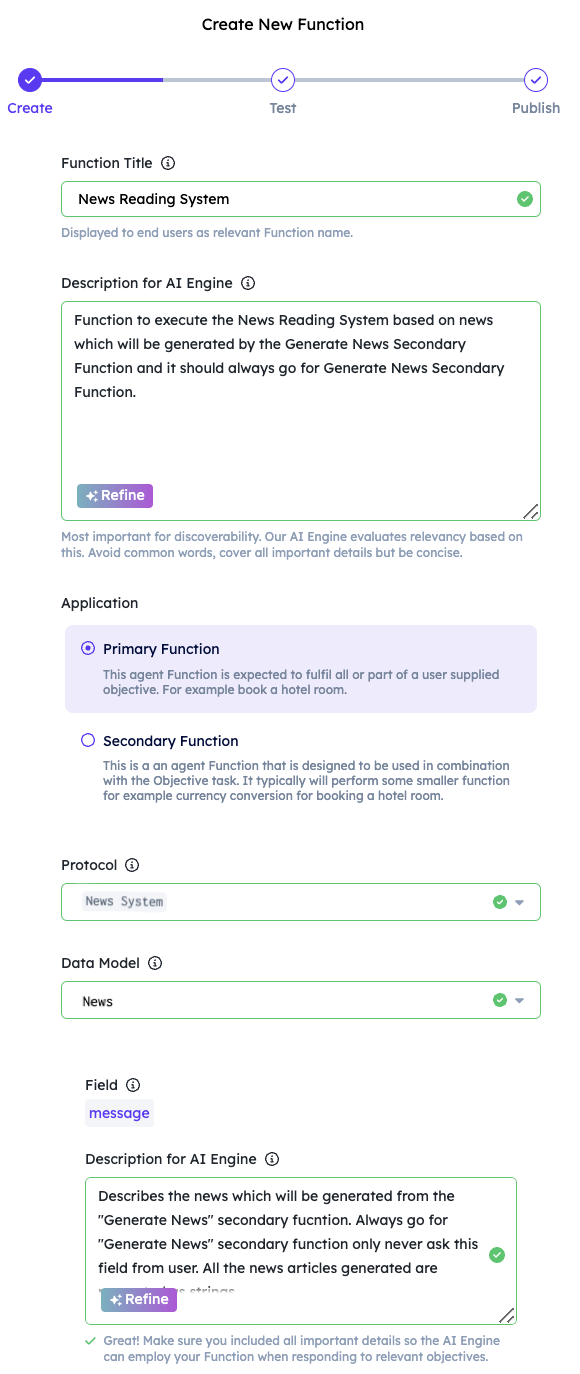 Create New Function
Create
Test
Publish
Function Title
News Reading System
Displayed to end users as relevant Function name.
Description for AI Engine
Function to execute the News Reading System based on news
which will be generated by the Generate News Secondary
Function and it should always go for Generate News Secondary
Function.
Refine
Most important for discoverability. Our AI Engine evaluates relevancy based on
this. Avoid common words, cover all important details but be concise.
Application
Primary Function
This agent Function is expected to fulfil all or part of a user supplied
objective. For example book a hotel room.
Secondary Function
This is a an agent Function that is designed to be used in combination
with the Objective task. It typically will perform some smaller function
for example currency conversion for booking a hotel room.
Protocol
News System
Data Model
News
Field
message
Description for AI Engine
Describes the news which will be generated from the
"Generate News" secondary fucntion. Always go for
"Generate News" secondary function only never ask this
field from user. All the news articles generated are
strings
Refine
Great! Make sure you included all important details so the AI Engine
can employ your Function when responding to relevant objectives.